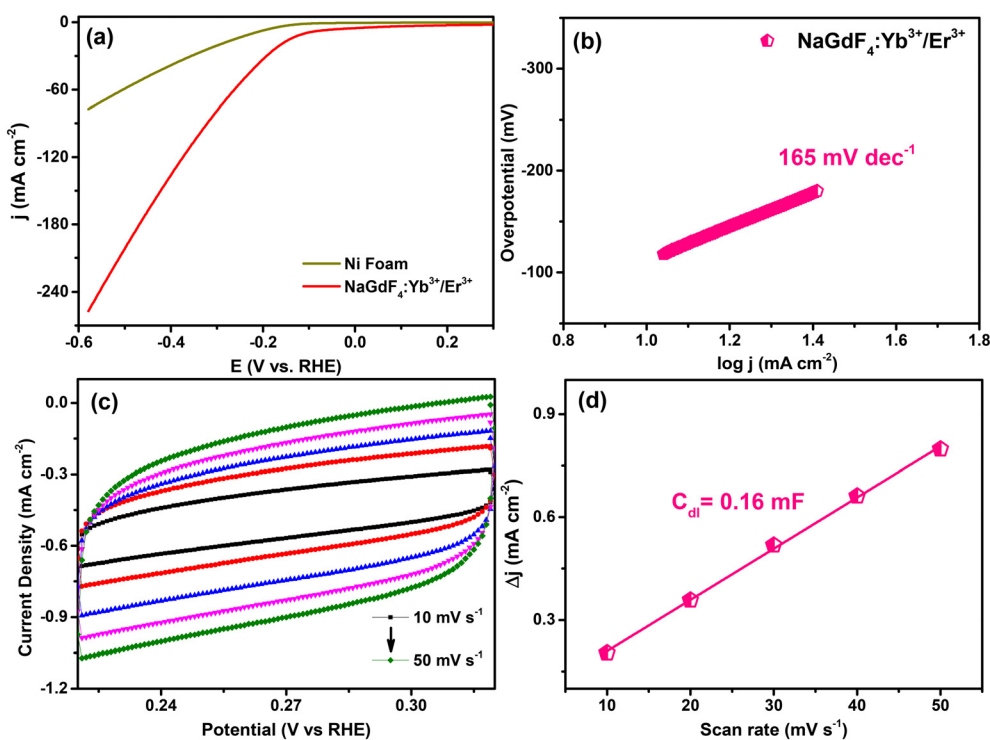 (a)
0
-60
-120
-180
-240
j (mA cm⁻²)
Ni Foam
NaGdF₄:Yb³⁺/Er³⁺
-0.6 -0.4 -0.2 0.0 0.2
E (V vs. RHE)
(b)
NaGdF₄:Yb³⁺/Er³⁺
-300
-200
-100
Overpotential (mV)
165 mV dec⁻¹
0.8 1.0 1.2 1.4 1.6 1.8
log j (mA cm⁻²)
(c)
0.0
-0.3
-0.6
-0.9
-1.2
Current Density (mA cm⁻²)
10 mV s⁻¹
50 mV s⁻¹
0.24 0.27 0.30
Potential (V vs RHE)
(d)
0.9
0.6
0.3
Δj (mA cm⁻²)
C_dl= 0.16 mF
10 20 30 40 50
Scan rate (mV s⁻¹)